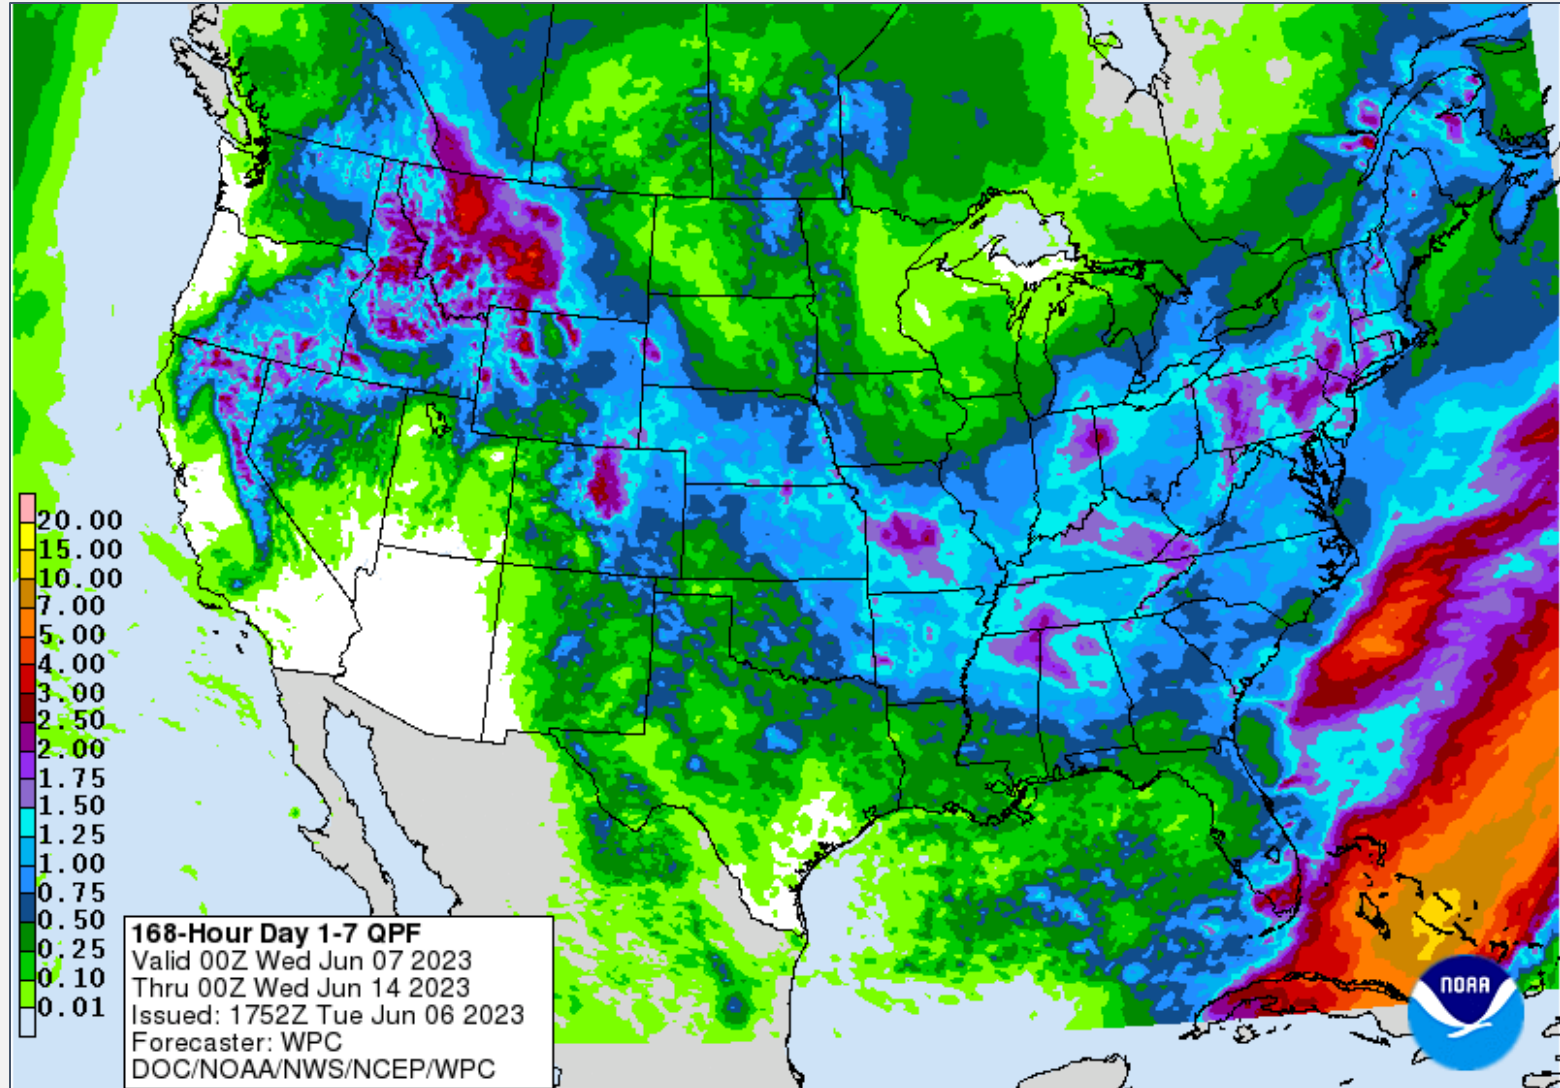 20.00
15.00
10.00
7.00
5.00
4.00
3.00
2.50
2.00
1.75
1.50
1.25
1.00
0.75
0.50
0.25
0.10
0.01
168-Hour Day 1-7 QPF
Valid 00Z Wed Jun 07 2023
Thru 00Z Wed Jun 14 2023
Issued: 1752Z Tue Jun 06 2023
Forecaster: WPC
DOC/NOAA/NWS/NCEP/WPC
NOAA